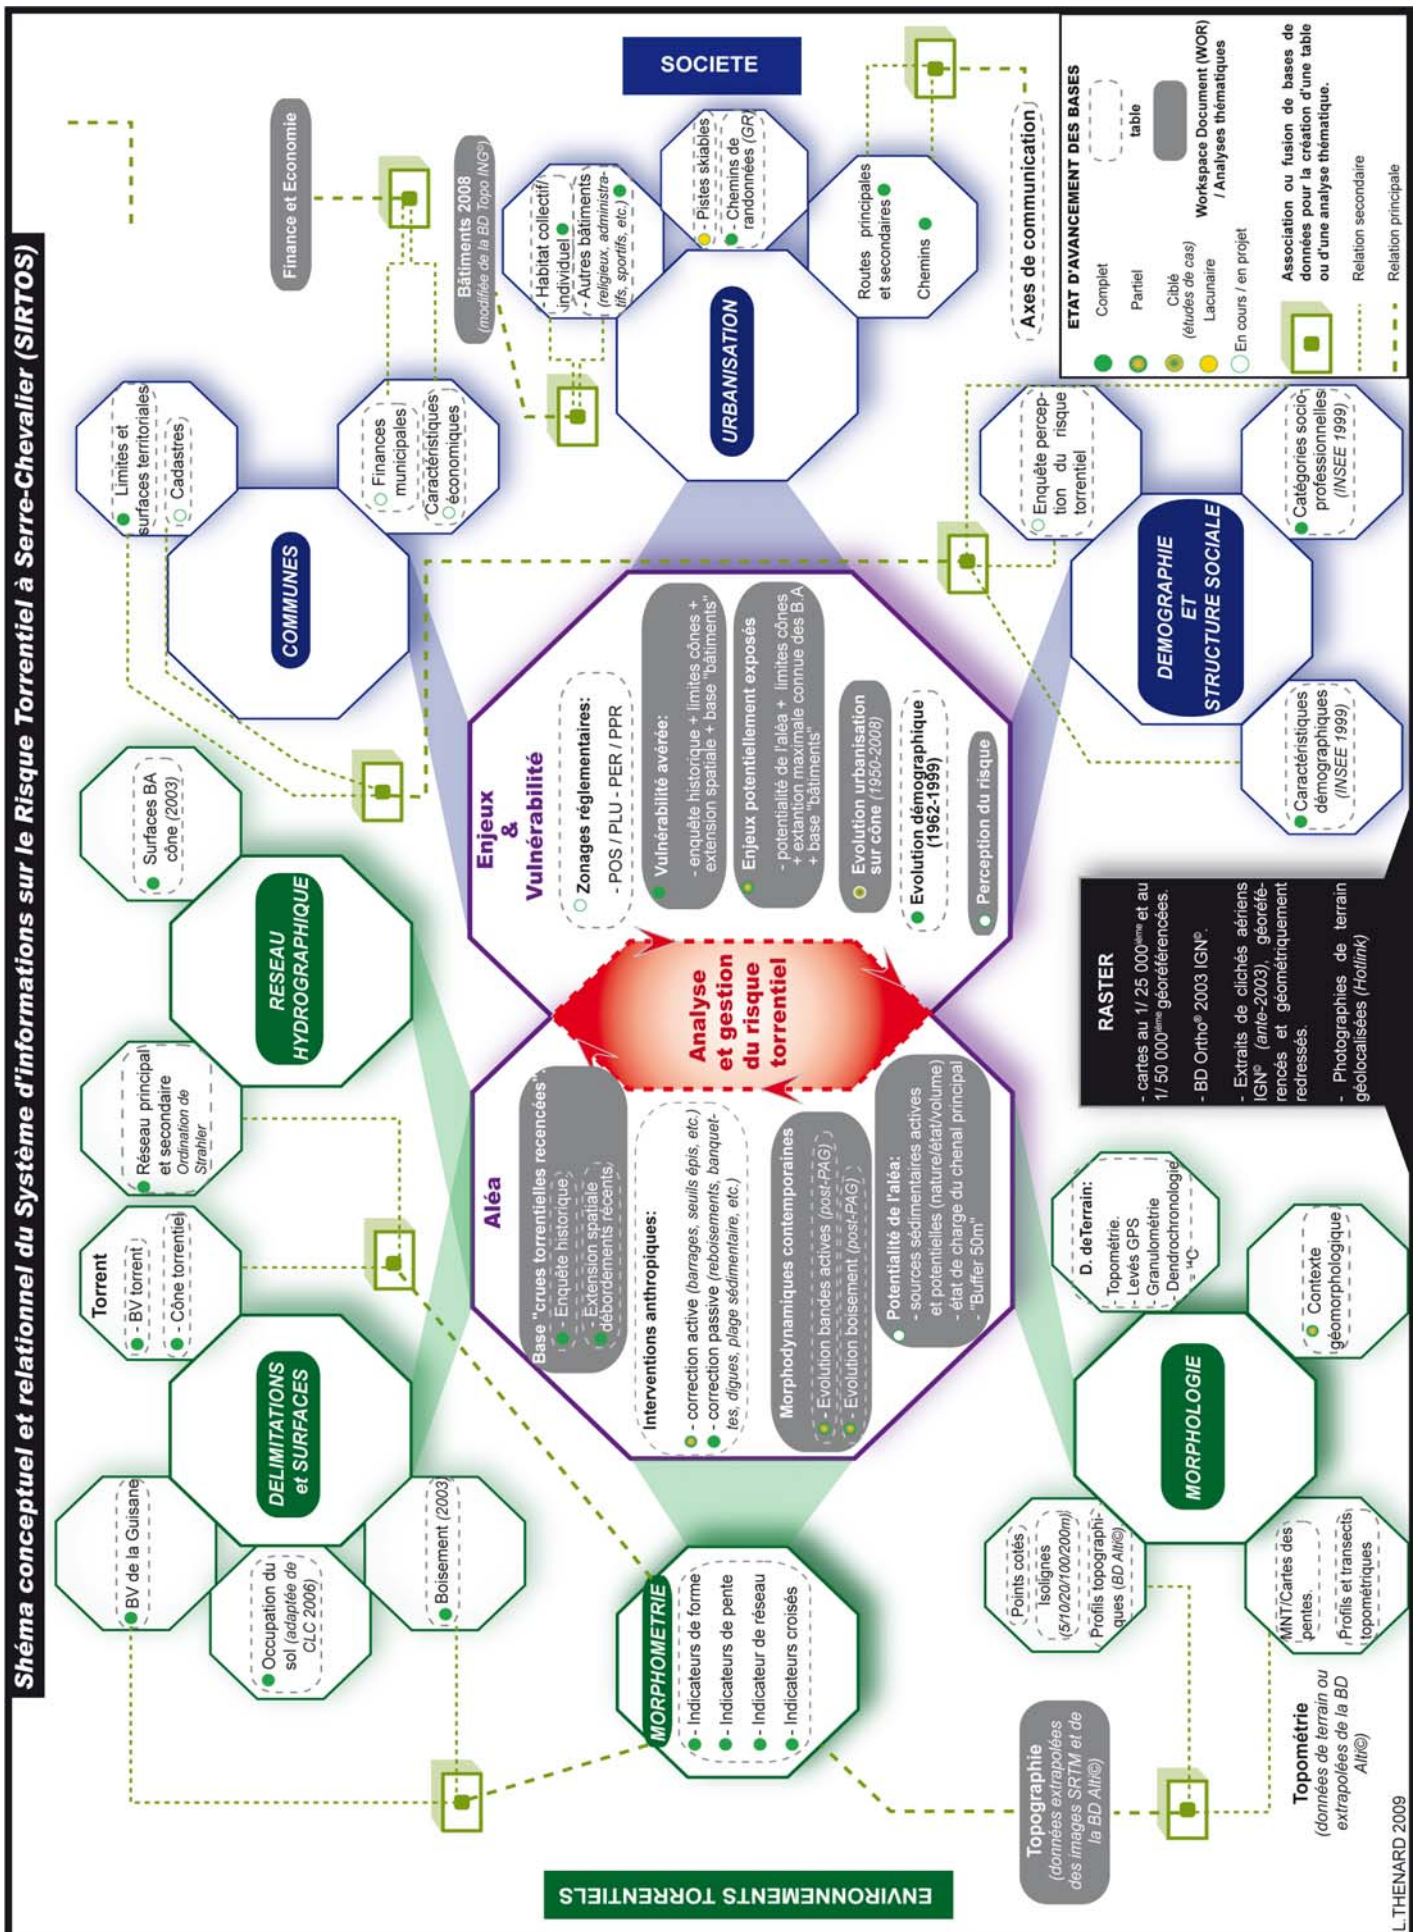 Shéma conceptuel et relationnel du Système d'informations sur le Risque Torrentiel à Serre-Chevalier (SIRTOS)
ENVIRONNEMENTS TORRENTIELS
SOCIETE
DELIMITATIONS
et SURFACES
BV de la Guisane
Occupation du
sol (adaptée de
CLC 2006)
Boisement (2003)
Torrent
- BV torrent
- Cône torrentiel
RESEAU
HYDROGRAPHIQUE
Réseau principal
et secondaire
Ordination de
Strahler
Surfaces BA
cône (2003)
COMMUNES
Limites et
surfaces territoriales
Cadastres
Finances
municipales
Caractéristiques
économiques
Finance et Economie
Bâtiments 2008
(modifiée de la BD Topo ING©)
URBANISATION
- Habitat collectif/
individuel
- Autres bâtiments
(religieux, administra-
tifs, sportifs, etc.)
- Pistes skiables
- Chemins de
randonnées (GR)
Routes principales
et secondaires
Chemins
Axes de communication
MORPHOMETRIE
- Indicateurs de forme
- Indicateurs de pente
- Indicateur de réseau
- Indicateurs croisés
Aléa
Base "crues torrentielles recencées":
- Enquête historique
- Extension spatiale
débordements récents
Interventions anthropiques:
- correction active (barrages, seuils épis, etc.)
- correction passive (reboisements, banquet-
tes, digues, plage sédimentaire, etc.)
Morphodynamiques contemporaines
- Evolution bandes actives (post-PAG)
- Evolution boisement (post-PAG)
Potentialité de l'aléa:
- sources sédimentaires actives
et potentielles (nature/état/volume)
- état de charge du chenal principal
- "Buffer 50m"
Analyse
et gestion
du risque
torrentiel
Enjeux
&
Vulnérabilité
Zonages réglementaires:
- POS / PLU - PER / PPR
Vulnérabilité avérée:
- enquête historique + limites cônes +
extension spatiale + base "bâtiments"
Enjeux potentiellement exposés
- potentialité de l'aléa + limites cônes
+ extantion maximale connue des B.A
+ base "bâtiments"
Evolution urbanisation
sur cône (1950-2008)
Evolution démographique
(1962-1999)
Perception du risque
Topographie
(données extrapolées
des images SRTM et de
la BD Alti©)
Topométrie
(données de terrain ou
extrapolées de la BD
Alti©)
MORPHOLOGIE
Points cotés
Isolignes
(5/10/20/100/200m)
Profils topographi-
ques (BD Alti©)
MNT/Cartes des
pentes.
Profils et transects
topométriques
D. deTerrain:
- Topométrie.
- Levés GPS
- Granulométrie
- Dendrochronologie
- ¹⁴C
Contexte
géomorphologique
RASTER
- cartes au 1/ 25 000ième et au
1/ 50 000ième géoréférencées.
- BD Ortho® 2003 IGN©.
- Extraits de clichés aériens
IGN© (ante-2003), géoréfé-
rencés et géométriquement
redressés.
- Photographies de terrain
géolocalisées (Hotlink)
DEMOGRAPHIE
ET
STRUCTURE SOCIALE
Caractéristiques
démographiques
(INSEE 1999)
Enquête percep-
tion du risque
torrentiel
Catégories socio-
professionnelles
(INSEE 1999)
ETAT D'AVANCEMENT DES BASES
Complet
Partiel
Ciblé
(études de cas)
Lacunaire
En cours / en projet
table
Workspace Document (WOR)
/ Analyses thématiques
Association ou fusion de bases de
données pour la création d'une table
ou d'une analyse thématique.
Relation secondaire
Relation principale
L.THENARD 2009